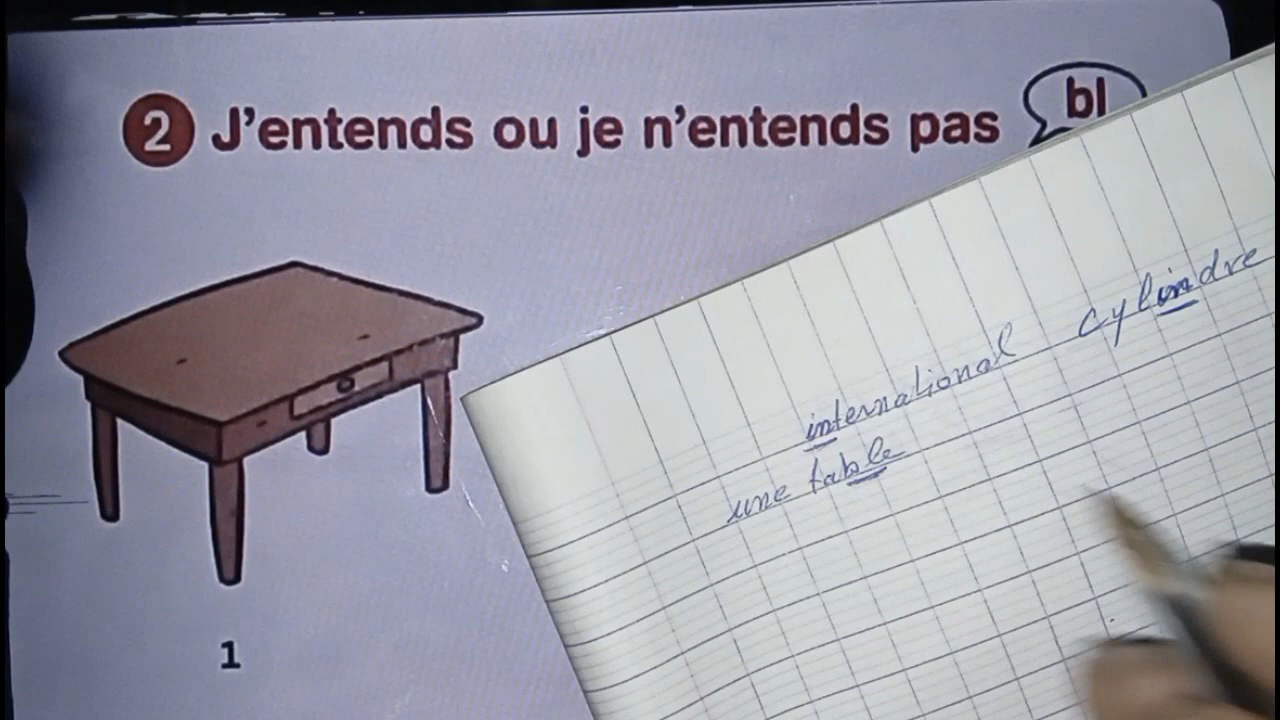 2 J'entends ou je n'entends pas bl
international cylindre
une table
1